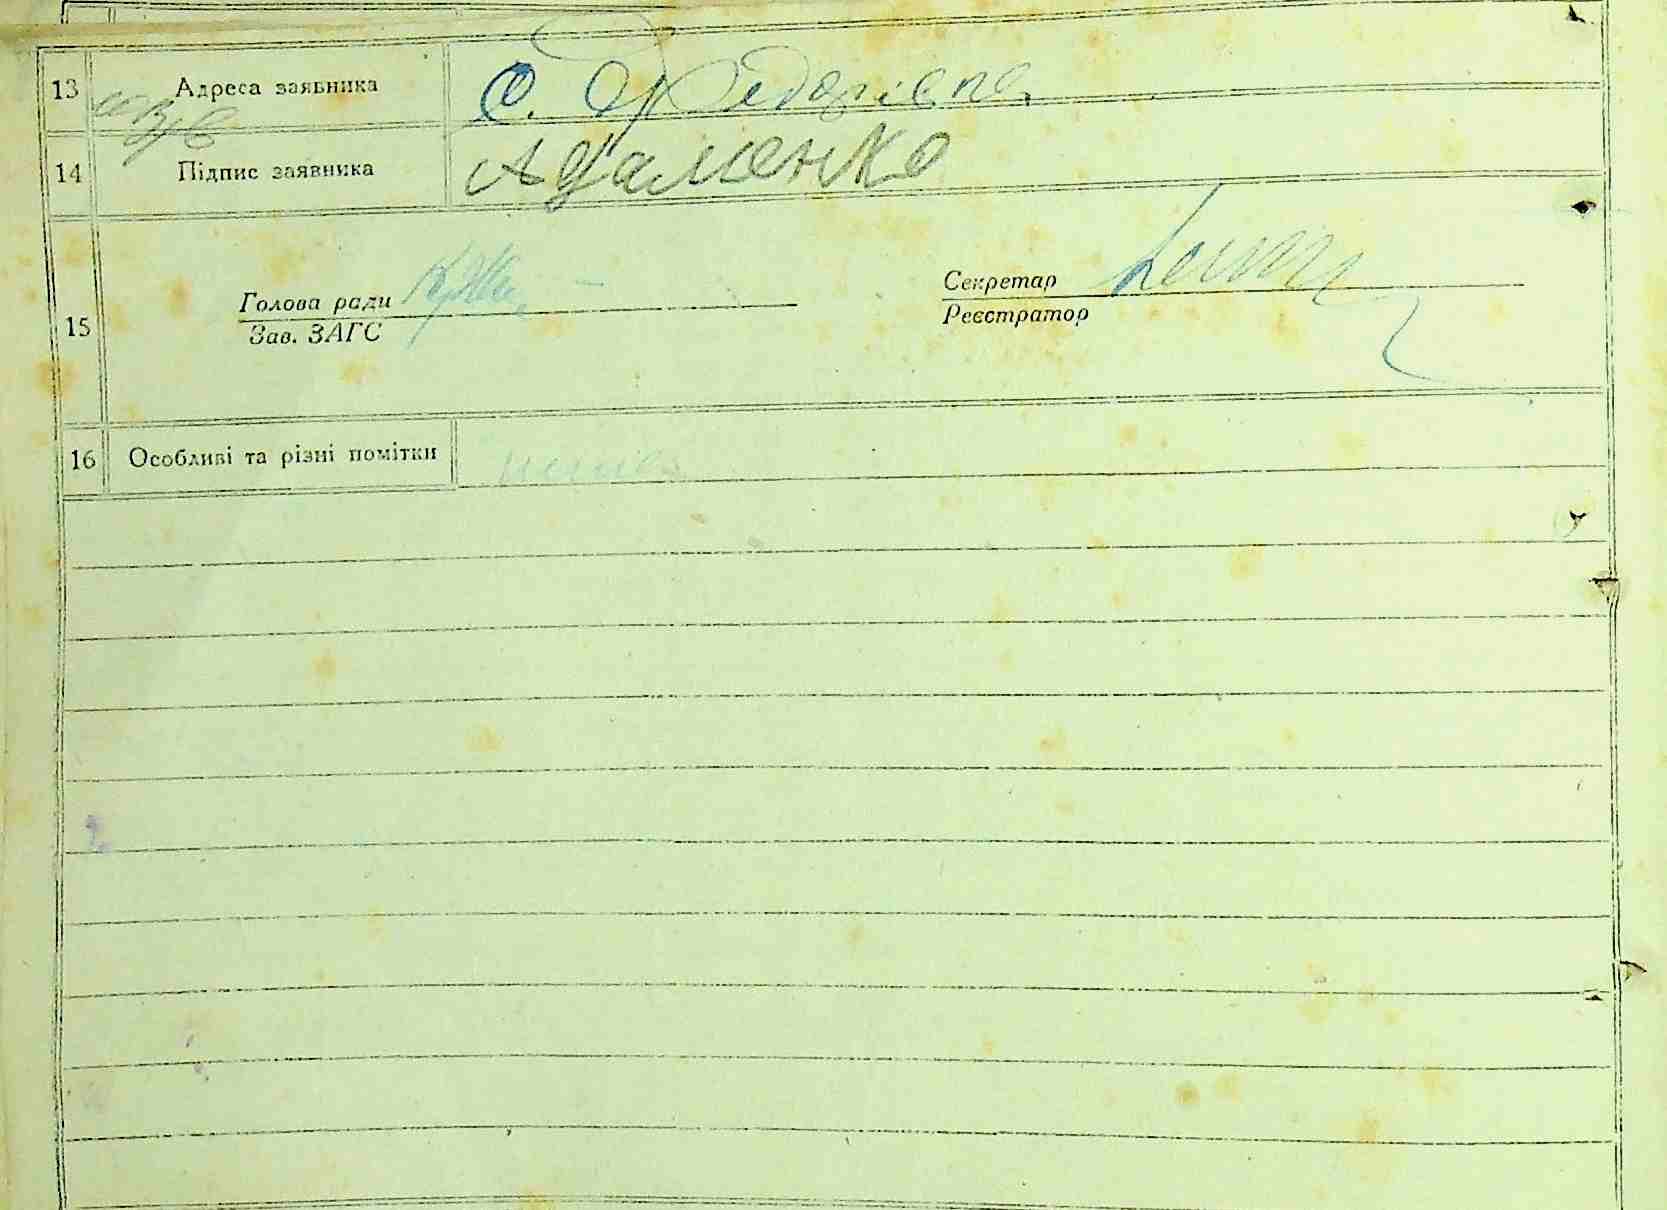 13 Адреса заявника с. Федорівка
14 Підпис заявника Адаменко
Голова ради Секретар
15 Зав. ЗАГС Реєстратор
16 Особливі та різні помітки